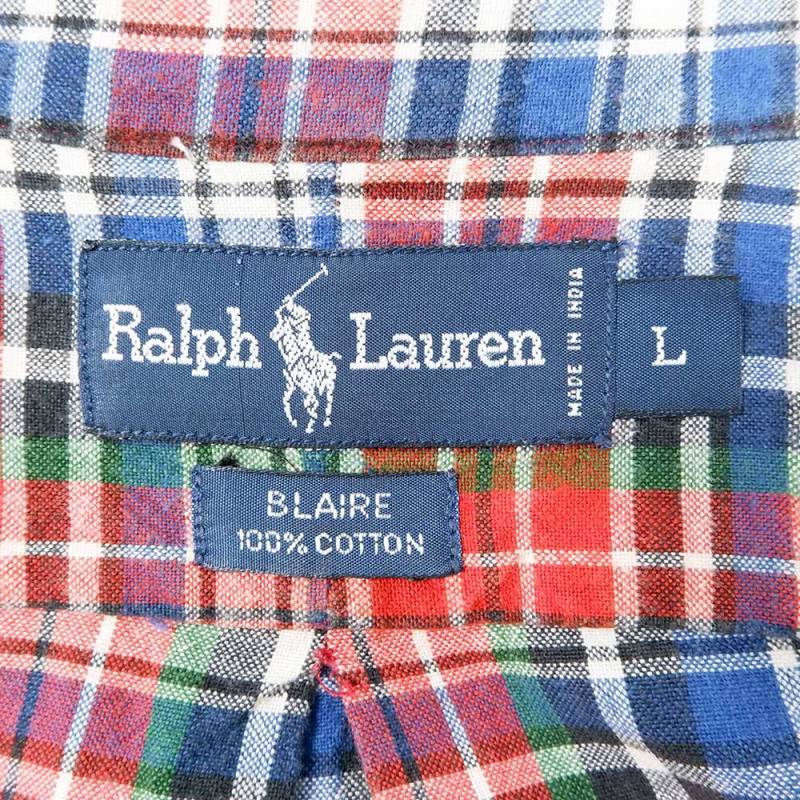 Ralph Lauren
MADE IN INDIA
L
BLAIRE
100% COTTON